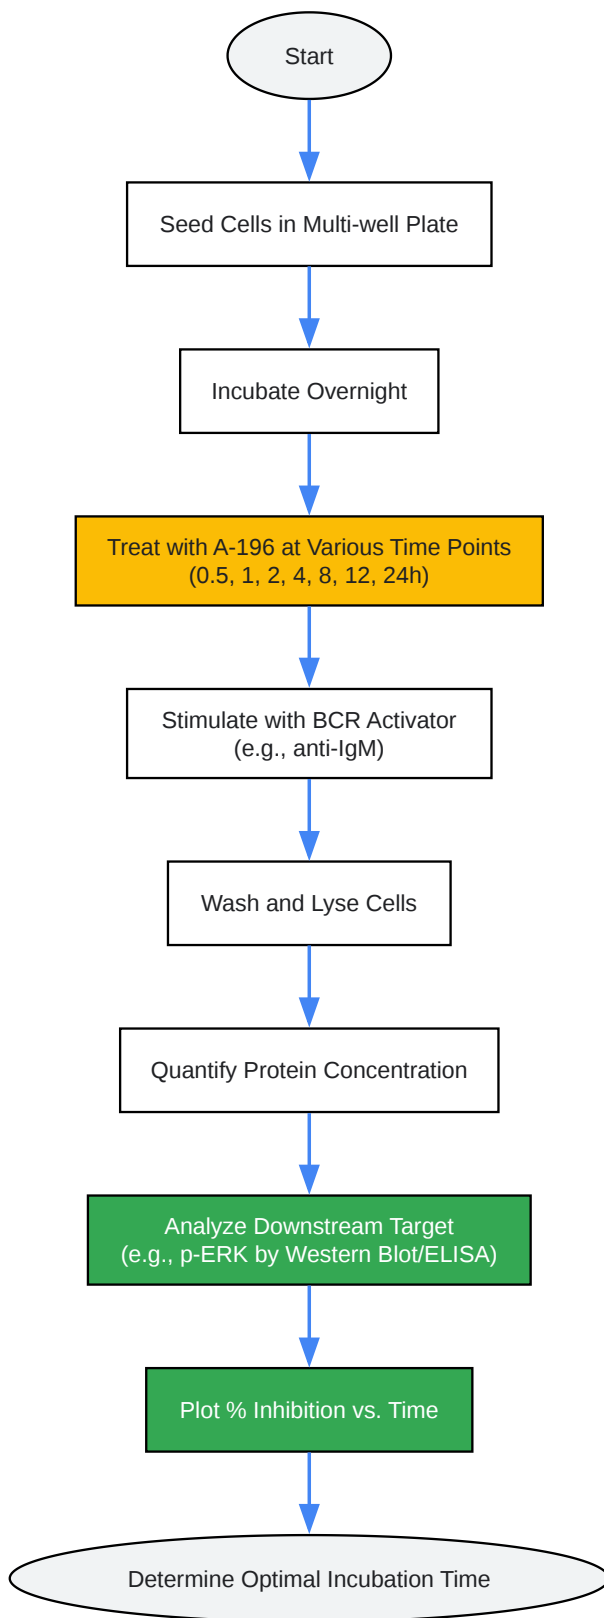 Start
Seed Cells in Multi-well Plate
Incubate Overnight
Treat with A-196 at Various Time Points
(0.5, 1, 2, 4, 8, 12, 24h)
Stimulate with BCR Activator
(e.g., anti-IgM)
Wash and Lyse Cells
Quantify Protein Concentration
Analyze Downstream Target
(e.g., p-ERK by Western Blot/ELISA)
Plot % Inhibition vs. Time
Determine Optimal Incubation Time